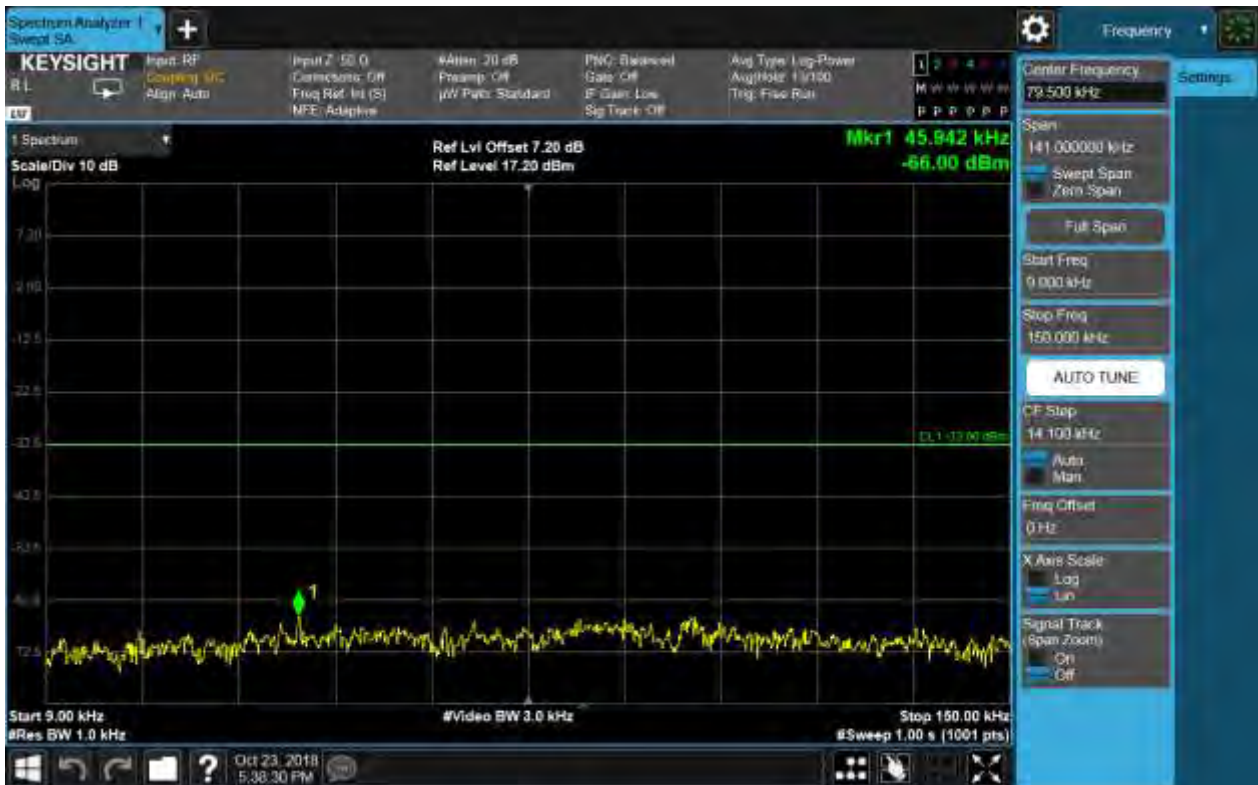 Spectrum Analyzer 1
Swept SA
Frequency
KEYSIGHT
Input: RF
Coupling: DC
Align: Auto
Input Z: 50 Ω
Corrections: Off
Freq Ref: Int (S)
NFE: Adaptive
#Atten: 20 dB
Preamp: Off
µW Path: Standard
PNO: Balanced
Gate: Off
IF Gain: Low
Sig Track: Off
Avg Type: Log-Power
Avg|Hold: 13/100
Trig: Free Run
M W W W W W
P P P P P P
1 Spectrum
Scale/Div 10 dB
Log
Ref Lvl Offset 7.20 dB
Ref Level 17.20 dBm
Mkr1 45.942 kHz
-66.00 dBm
7.20
-2.80
-12.8
-22.8
-32.8
-42.8
-52.8
-62.8
-72.8
DL1 -33.00 dBm
1
Start 9.00 kHz
#Res BW 1.0 kHz
#Video BW 3.0 kHz
Stop 150.00 kHz
#Sweep 1.00 s (1001 pts)
Center Frequency
79.500 kHz
Settings
Span
141.000000 kHz
Swept Span
Zero Span
Full Span
Start Freq
9.000 kHz
Stop Freq
150.000 kHz
AUTO TUNE
CF Step
14.100 kHz
Auto
Man
Freq Offset
0 Hz
X Axis Scale
Log
Lin
Signal Track
(Span Zoom)
On
Off
Oct 23, 2018
5:38:30 PM